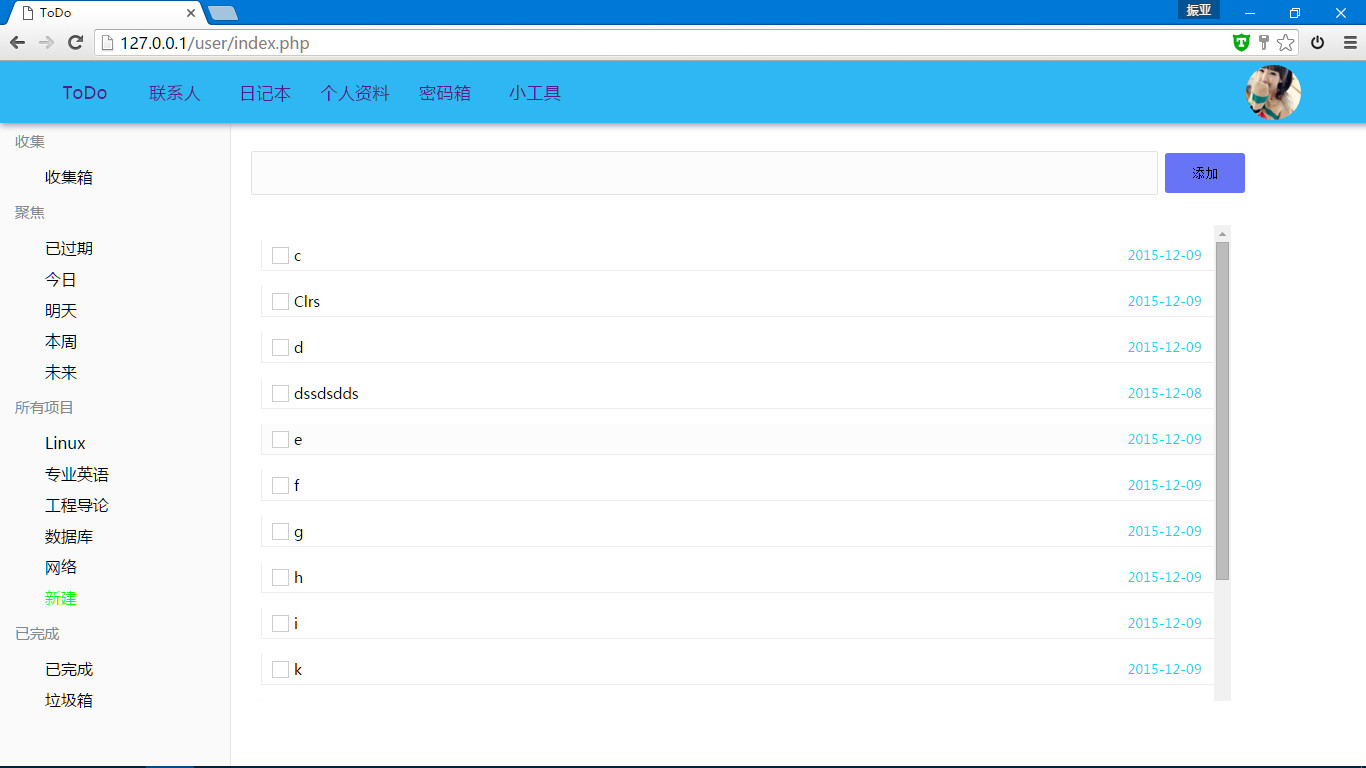 ToDo
振亚
127.0.0.1/user/index.php
ToDo 联系人 日记本 个人资料 密码箱 小工具
收集
收集箱
聚焦
已过期
今日
明天
本周
未来
所有项目
Linux
专业英语
工程导论
数据库
网络
新建
已完成
已完成
垃圾箱
添加
c 2015-12-09
Clrs 2015-12-09
d 2015-12-09
dssdsdds 2015-12-08
e 2015-12-09
f 2015-12-09
g 2015-12-09
h 2015-12-09
i 2015-12-09
k 2015-12-09